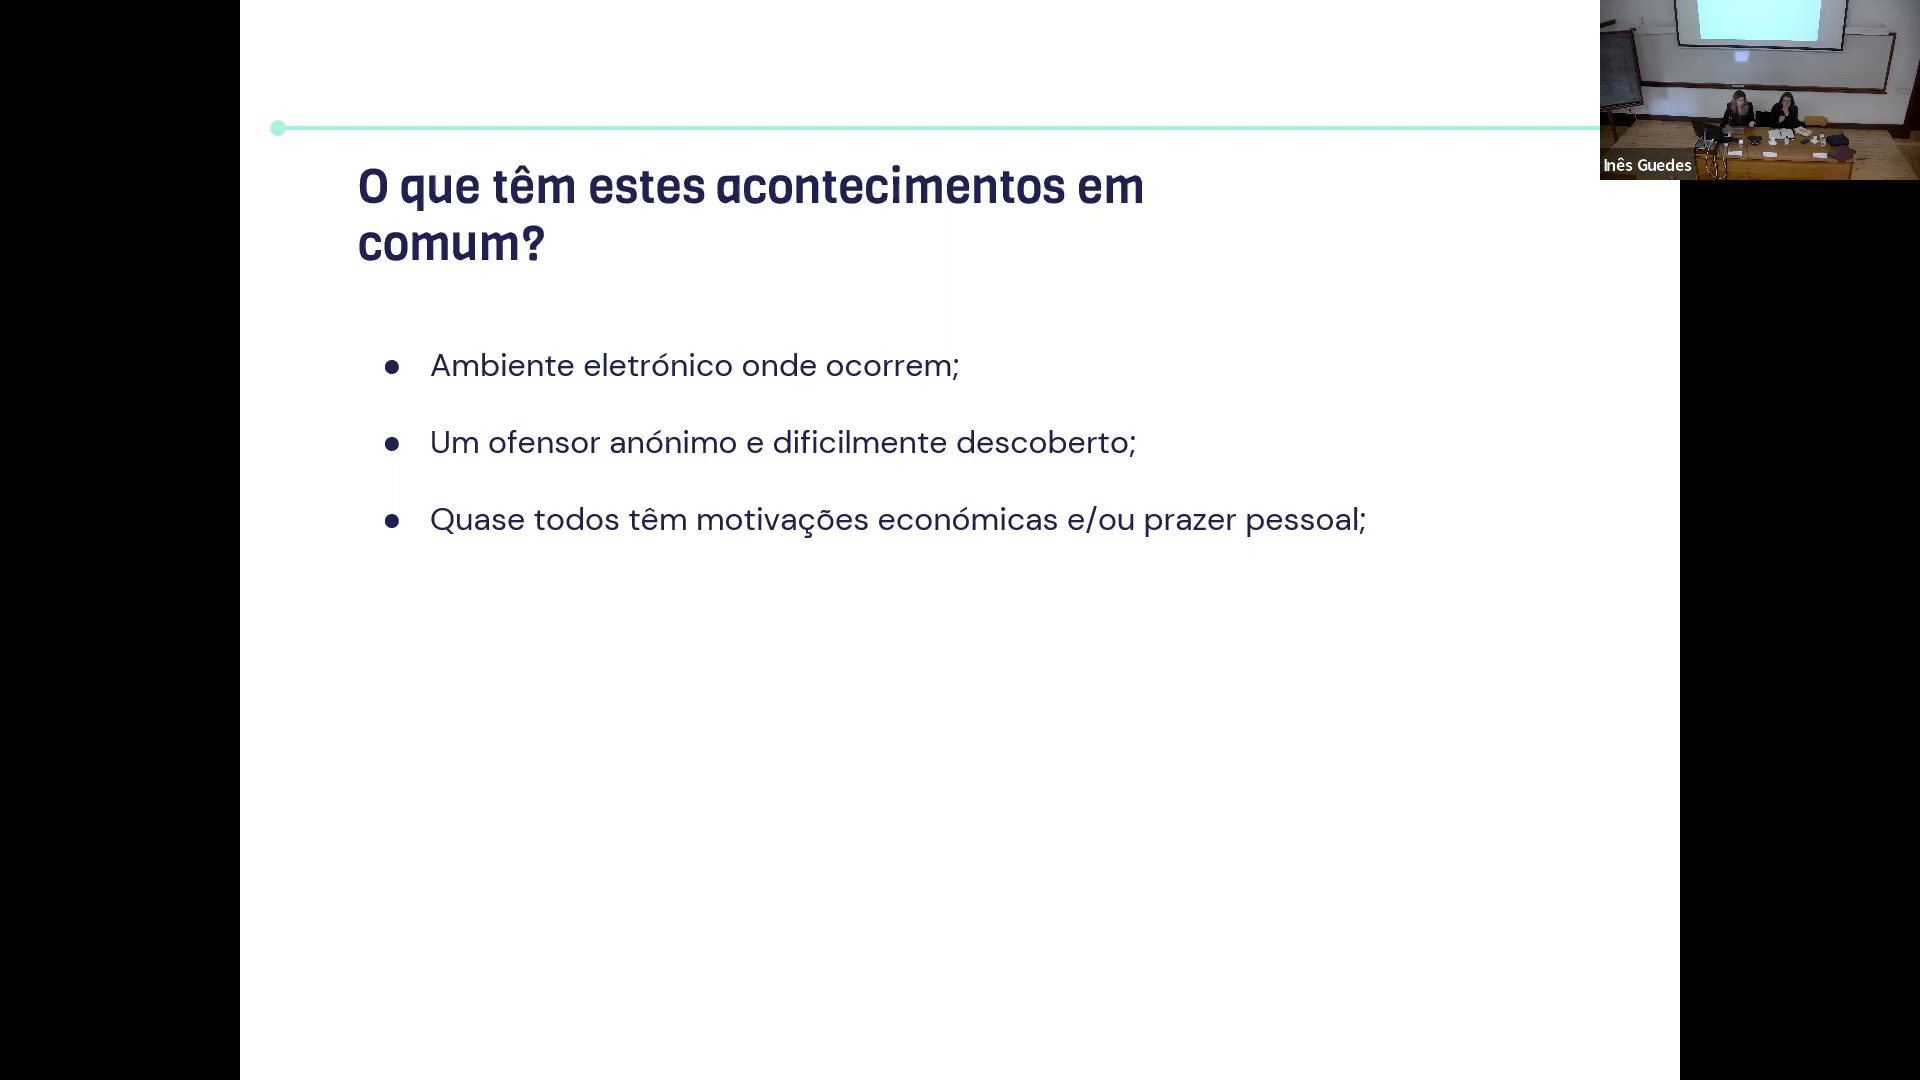 O que têm estes acontecimentos em
comum?
Ambiente eletrónico onde ocorrem;
Um ofensor anónimo e dificilmente descoberto;
Quase todos têm motivações económicas e/ou prazer pessoal;
Inês Guedes